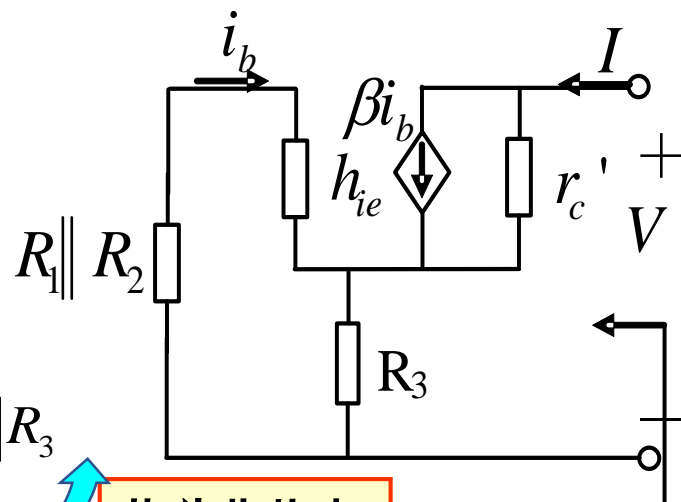 i_b
I
βi_b
h_ie
r_c'
+
V
R_1‖R_2
R_3
|R_3